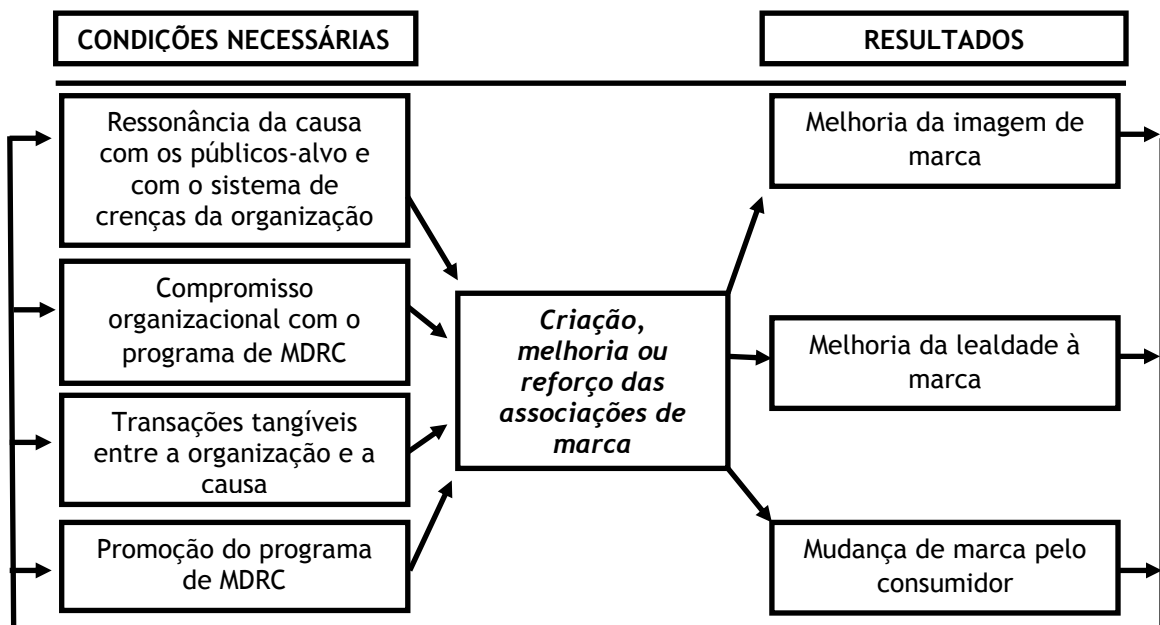 CONDIÇÕES NECESSÁRIAS
RESULTADOS
Ressonância da causa
com os públicos-alvo e
com o sistema de
crenças da organização
Compromisso
organizacional com o
programa de MDRC
Transações tangíveis
entre a organização e a
causa
Promoção do programa
de MDRC
Criação,
melhoria ou
reforço das
associações de
marca
Melhoria da imagem de
marca
Melhoria da lealdade à
marca
Mudança de marca pelo
consumidor